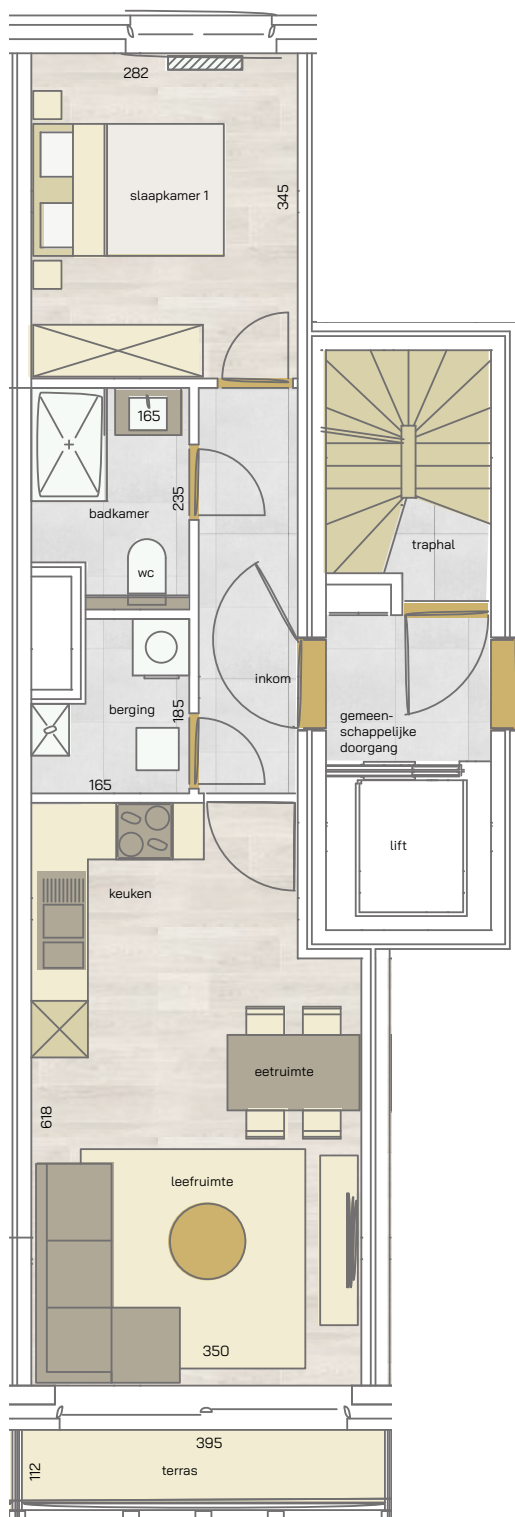 282
slaapkamer 1
345
165
235
badkamer
traphal
wc
inkom
berging
185
gemeen-
schappelijke
doorgang
165
lift
keuken
eetruimte
618
leefruimte
350
395
112
terras